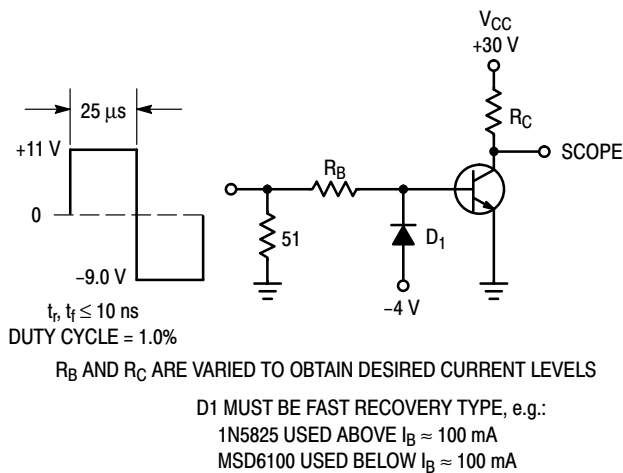 V_CC
+30 V
25 µs
R_C
+11 V
SCOPE
R_B
0
51
D_1
−9.0 V
−4 V
t_r, t_f ≤ 10 ns
DUTY CYCLE = 1.0%
R_B AND R_C ARE VARIED TO OBTAIN DESIRED CURRENT LEVELS
D1 MUST BE FAST RECOVERY TYPE, e.g.:
1N5825 USED ABOVE I_B ≈ 100 mA
MSD6100 USED BELOW I_B ≈ 100 mA